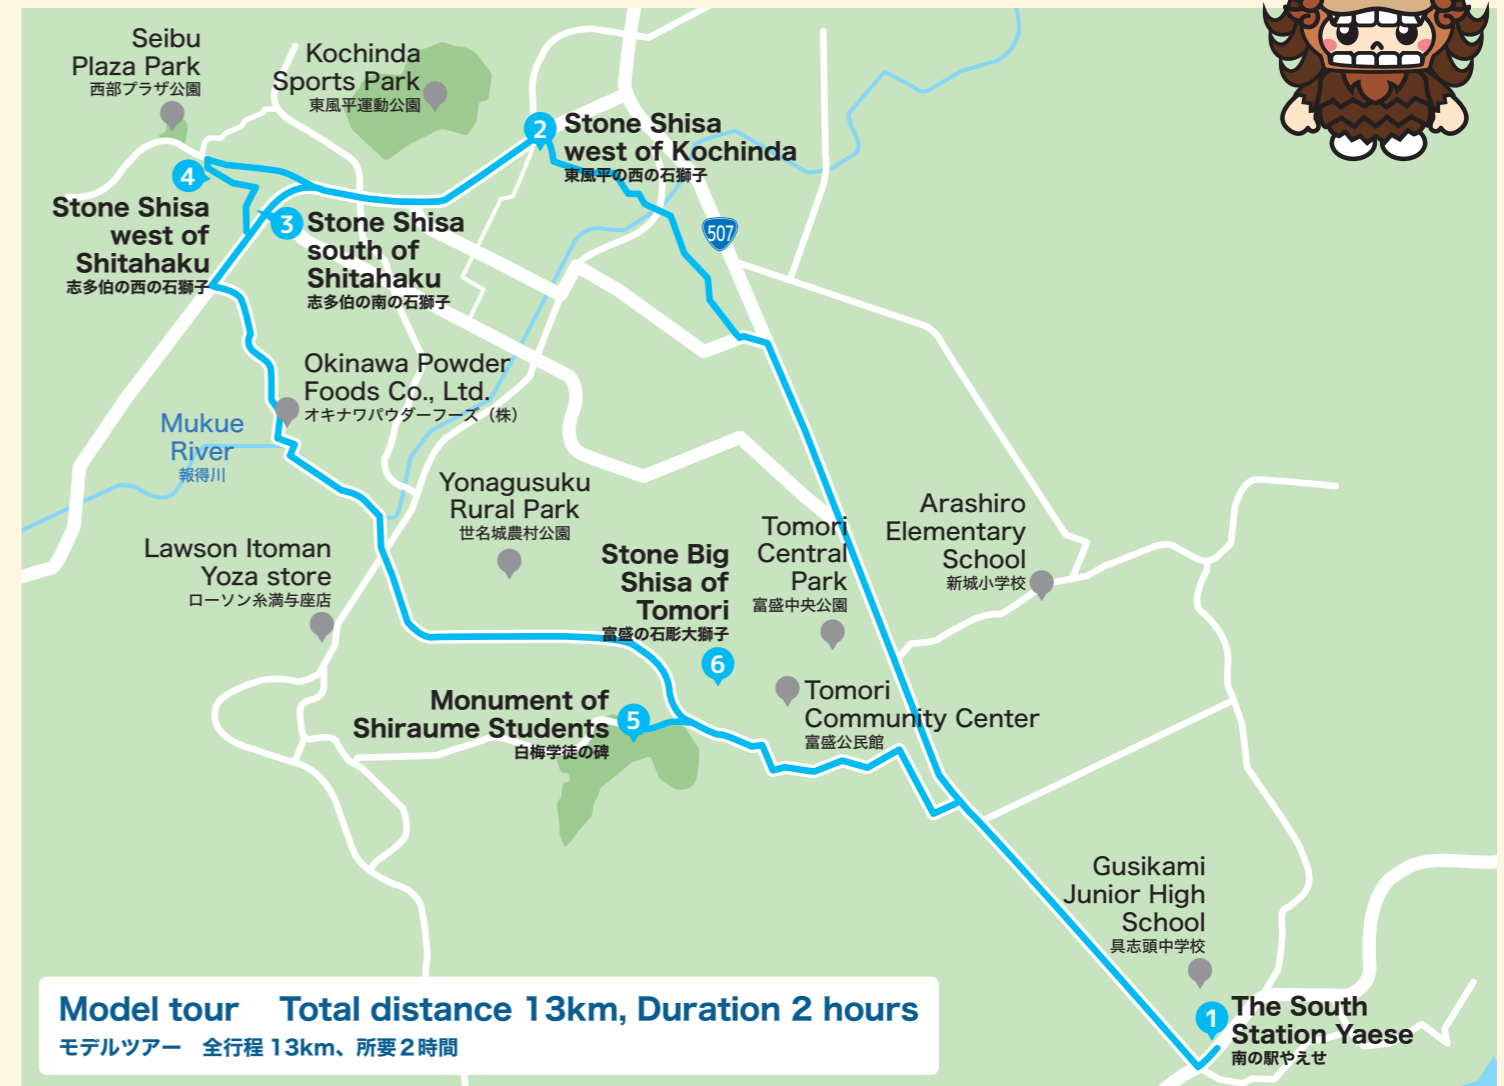 Seibu
Plaza Park
西部プラザ公園
Kochinda
Sports Park
東風平運動公園
2
Stone Shisa
west of Kochinda
東風平の西の石獅子
4
Stone Shisa
west of
Shitahaku
志多伯の西の石獅子
3
Stone Shisa
south of
Shitahaku
志多伯の南の石獅子
507
Okinawa Powder
Foods Co., Ltd.
オキナワパウダーフーズ（株）
Mukue
River
報得川
Yonagusuku
Rural Park
世名城農村公園
Arashiro
Elementary
School
新城小学校
Tomori
Central
Park
富盛中央公園
Lawson Itoman
Yoza store
ローソン糸満与座店
Stone Big
Shisa of
Tomori
富盛の石彫大獅子
6
Monument of
Shiraume Students
白梅学徒の碑
5
Tomori
Community Center
富盛公民館
Gusikami
Junior High
School
具志頭中学校
1
The South
Station Yaese
南の駅やえせ
Model tour Total distance 13km, Duration 2 hours
モデルツアー 全行程 13km、所要２時間